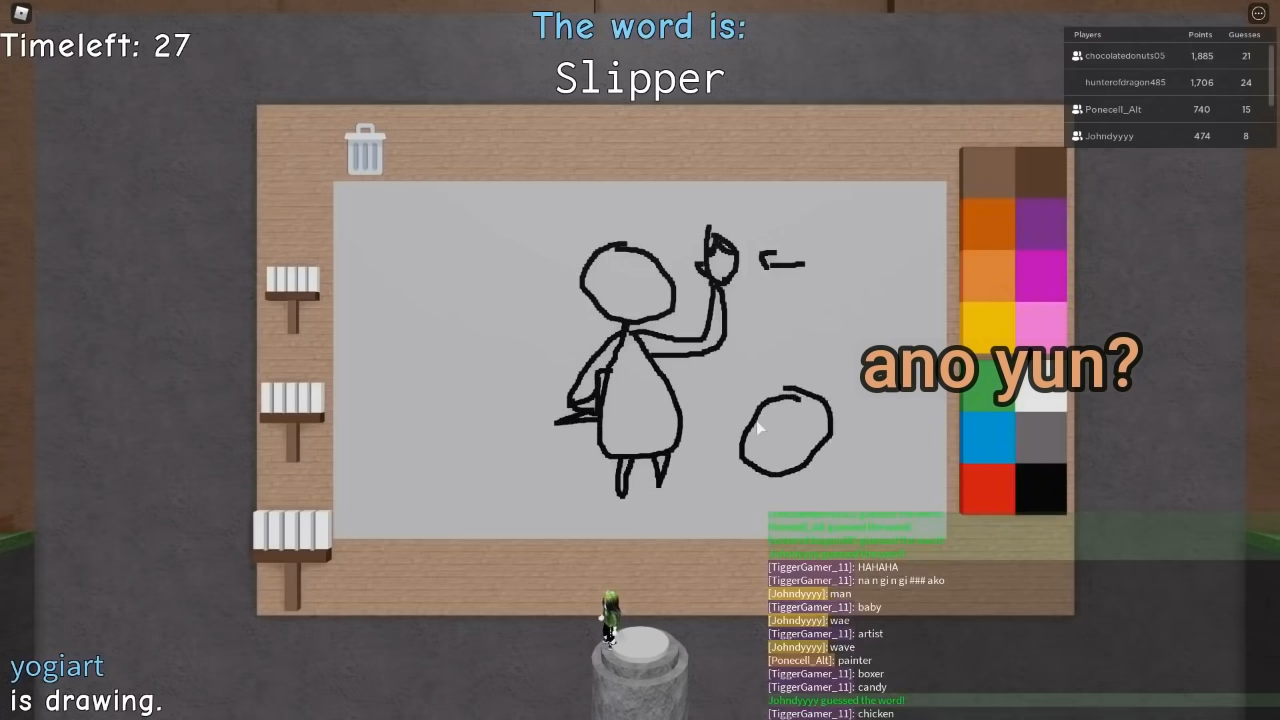 The word is:
Slipper
Timeleft: 27
Players Points Guesses
chocolatedonuts05 1,885 21
hunterofdragon485 1,706 24
Ponecell_Alt 740 15
Johndyyyy 474 8
ano yun?
[TiggerGamer_11]: HAHAHA
[TiggerGamer_11]: na n gi n gi ### ako
[Johndyyyy]: man
[TiggerGamer_11]: baby
[Johndyyyy]: wae
[TiggerGamer_11]: artist
[Johndyyyy]: wave
[Ponecell_Alt]: painter
[TiggerGamer_11]: boxer
[TiggerGamer_11]: candy
Johndyyyy guessed the word!
[TiggerGamer_11]: chicken
yogiart
is drawing.